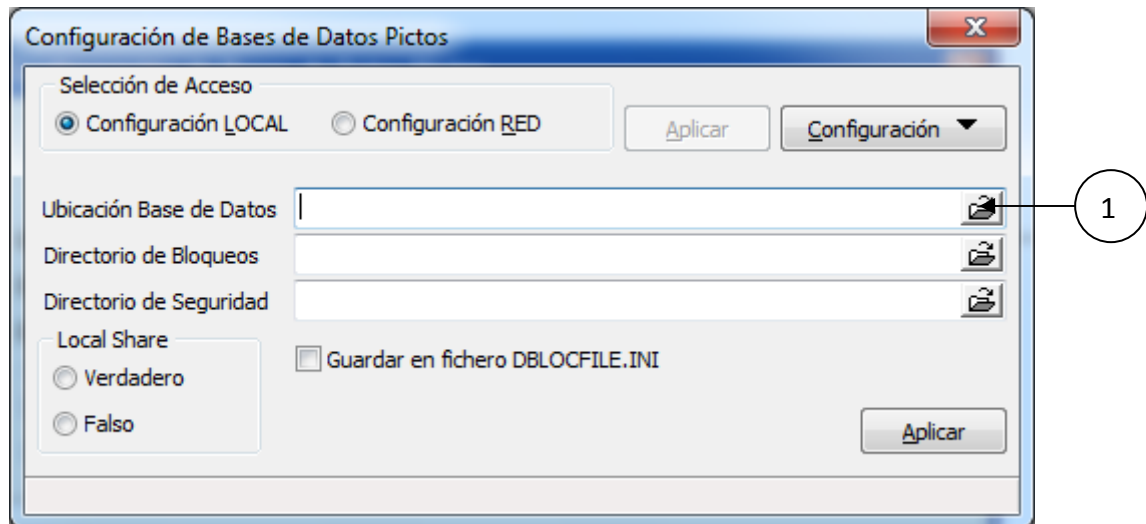 Configuración de Bases de Datos Pictos
Selección de Acceso
Configuración LOCAL Configuración RED Aplicar Configuración
Ubicación Base de Datos
1
Directorio de Bloqueos
Directorio de Seguridad
Local Share
Verdadero
Guardar en fichero DBLOCFILE.INI
Falso
Aplicar